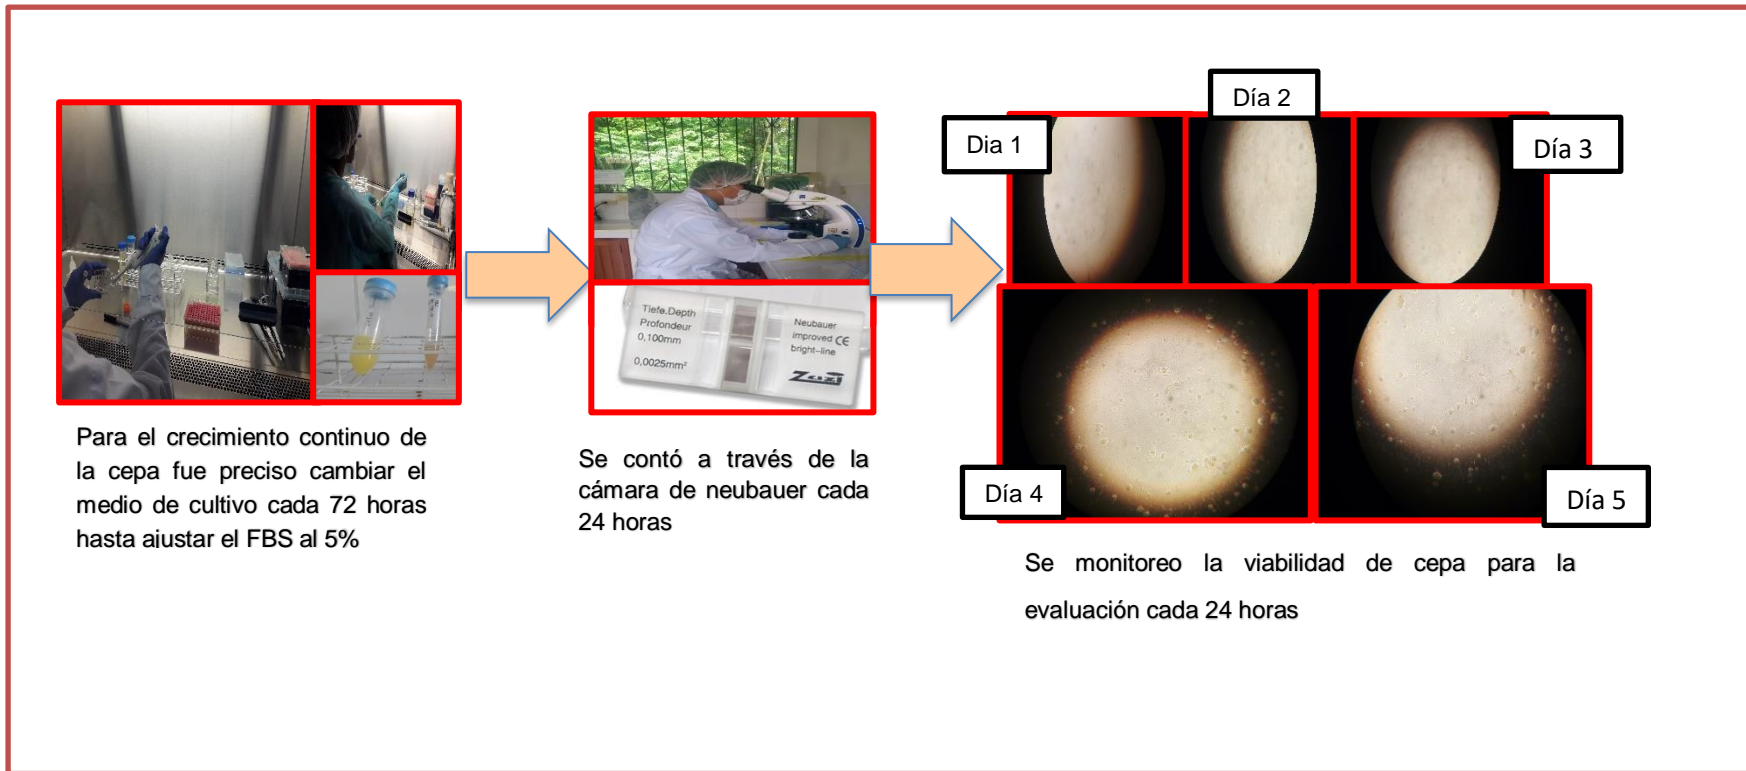 Para el crecimiento continuo de
la cepa fue preciso cambiar el
medio de cultivo cada 72 horas
hasta ajustar el FBS al 5%
Tiefe.Depth
Profondeur
0,100mm
0,0025mm²
Neubauer
improved CE
bright-line
Se contó a través de la
cámara de neubauer cada
24 horas
Dia 1
Día 2
Día 3
Día 4
Día 5
Se monitoreo la viabilidad de cepa para la
evaluación cada 24 horas